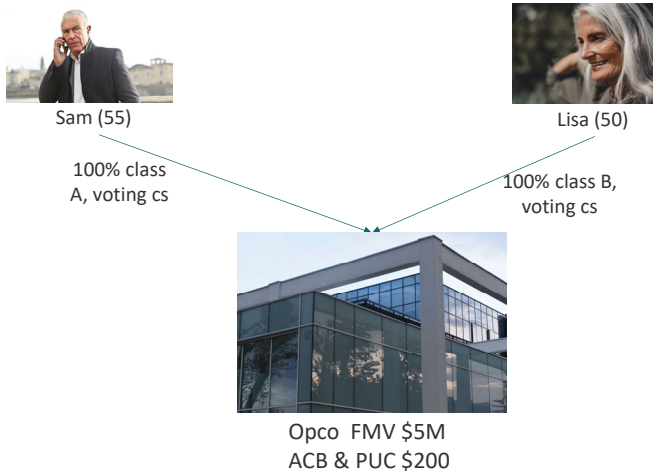 Sam (55)
Lisa (50)
100% class
A, voting cs
100% class B,
voting cs
Opco  FMV $5M
ACB & PUC $200